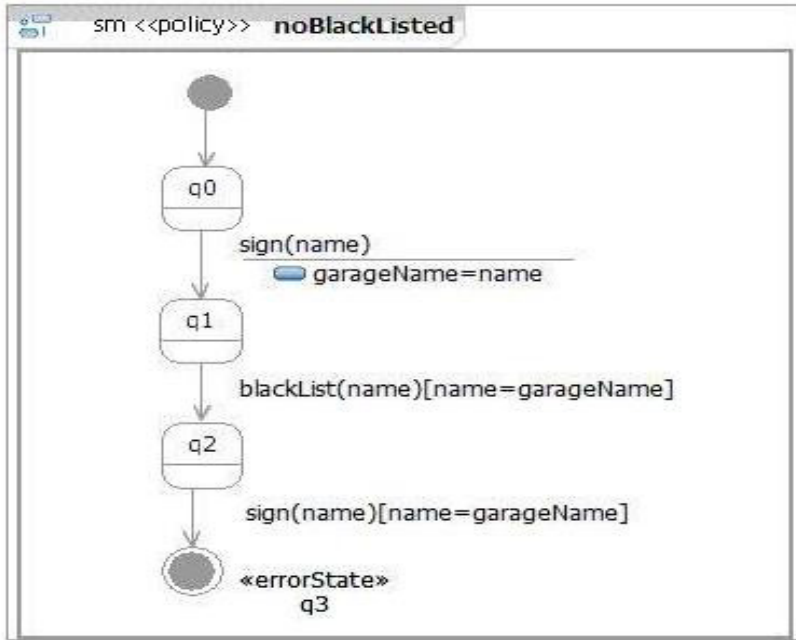 sm <<policy>> noBlackListed
q0
sign(name)
garageName=name
q1
blackList(name)[name=garageName]
q2
sign(name)[name=garageName]
«errorState»
q3